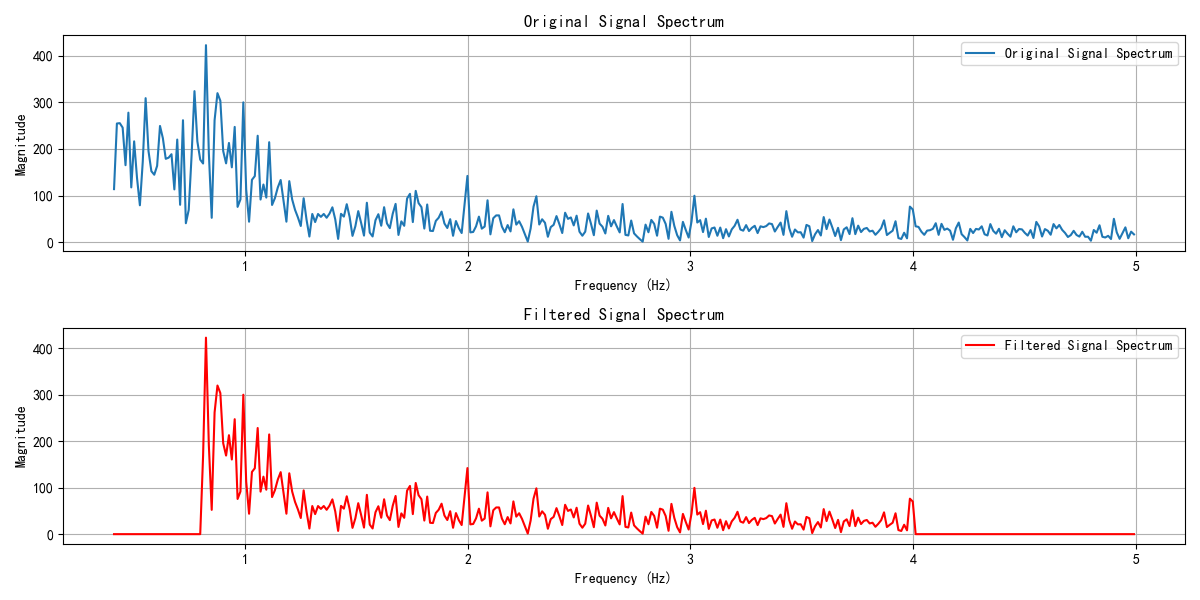 Original Signal Spectrum
Original Signal Spectrum
Magnitude
400
300
200
100
0
1
2
3
4
5
Frequency (Hz)
Filtered Signal Spectrum
Filtered Signal Spectrum
Magnitude
400
300
200
100
0
1
2
3
4
5
Frequency (Hz)